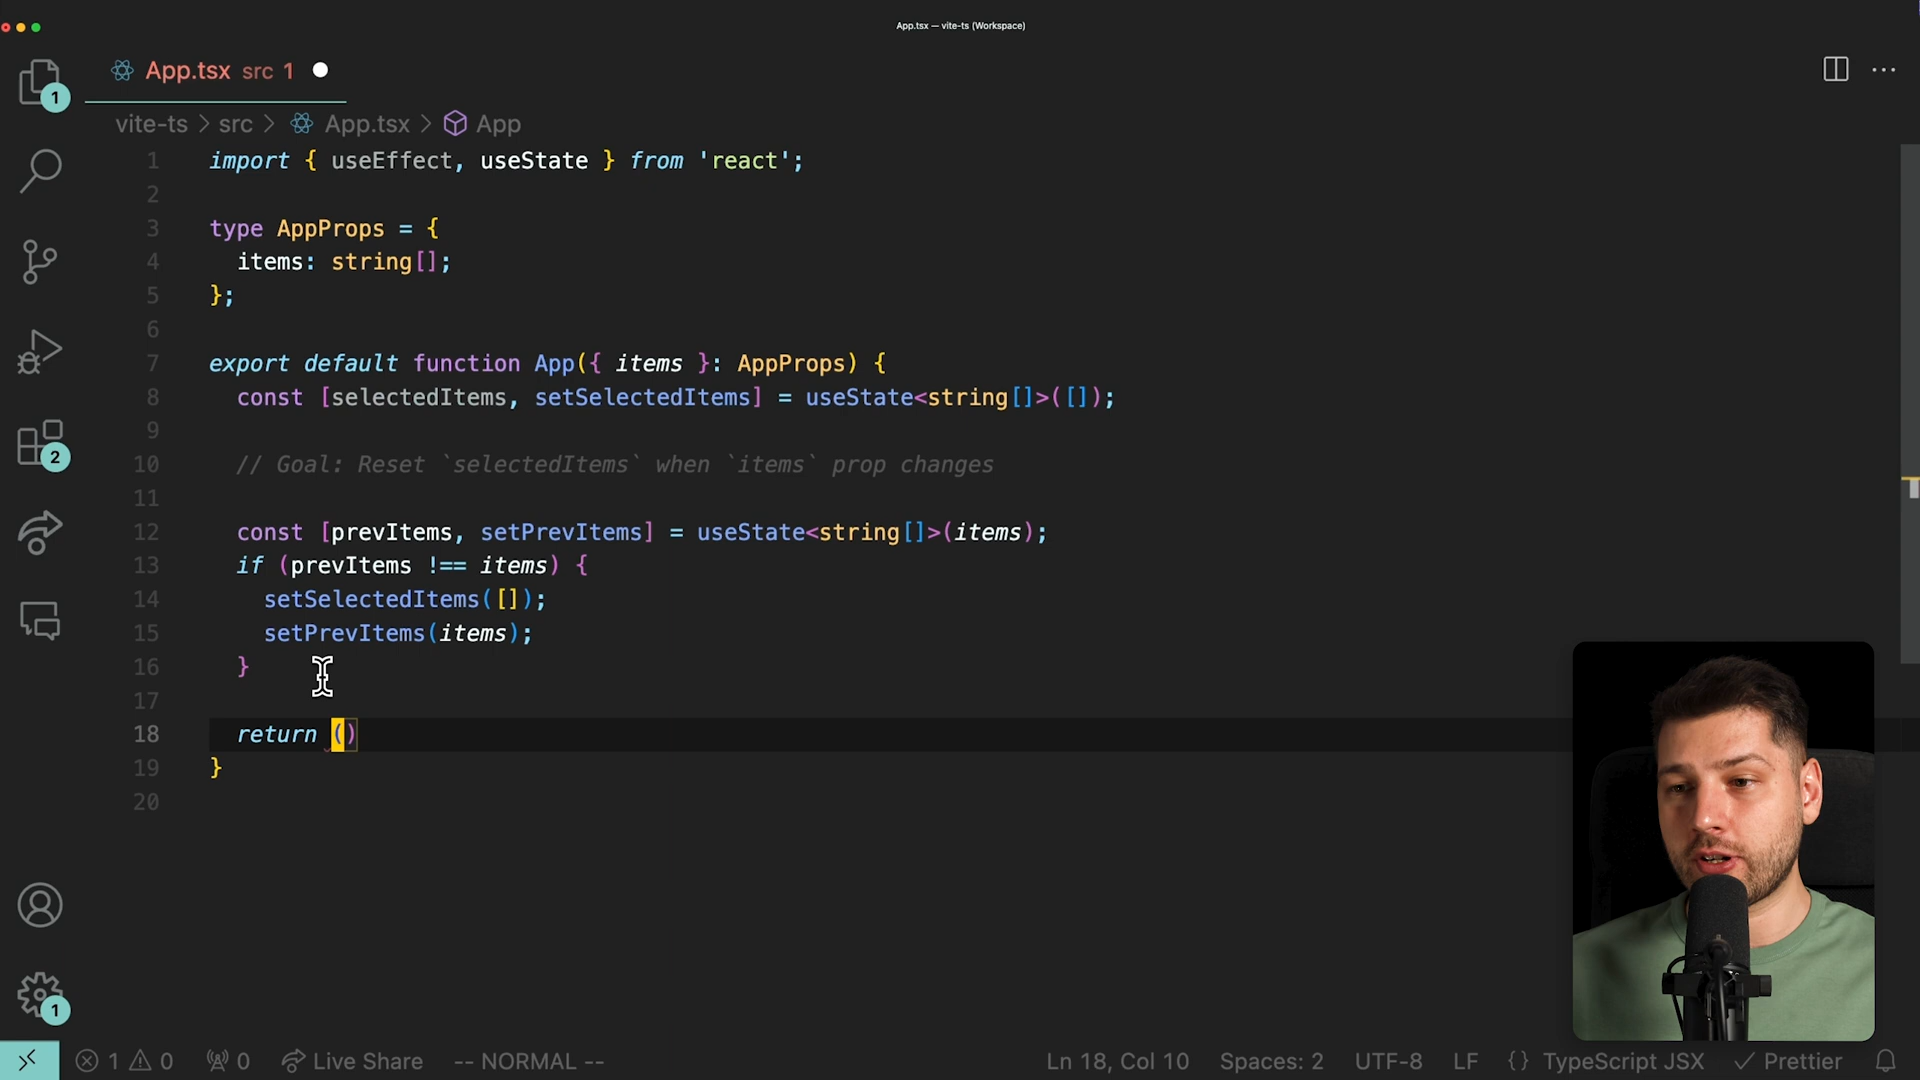 App.tsx — vite-ts (Workspace)
App.tsx src 1
vite-ts > src > App.tsx > App
1 import { useEffect, useState } from 'react';
2
3 type AppProps = {
4 items: string[];
5 };
6
7 export default function App({ items }: AppProps) {
8 const [selectedItems, setSelectedItems] = useState<string[]>([]);
9
10 // Goal: Reset `selectedItems` when `items` prop changes
11
12 const [prevItems, setPrevItems] = useState<string[]>(items);
13 if (prevItems !== items) {
14 setSelectedItems([]);
15 setPrevItems(items);
16 }
17
18 return ()
19 }
20
1
2
1
1 0 0 Live Share -- NORMAL -- Ln 18, Col 10 Spaces: 2 UTF-8 LF {} TypeScript JSX Prettier